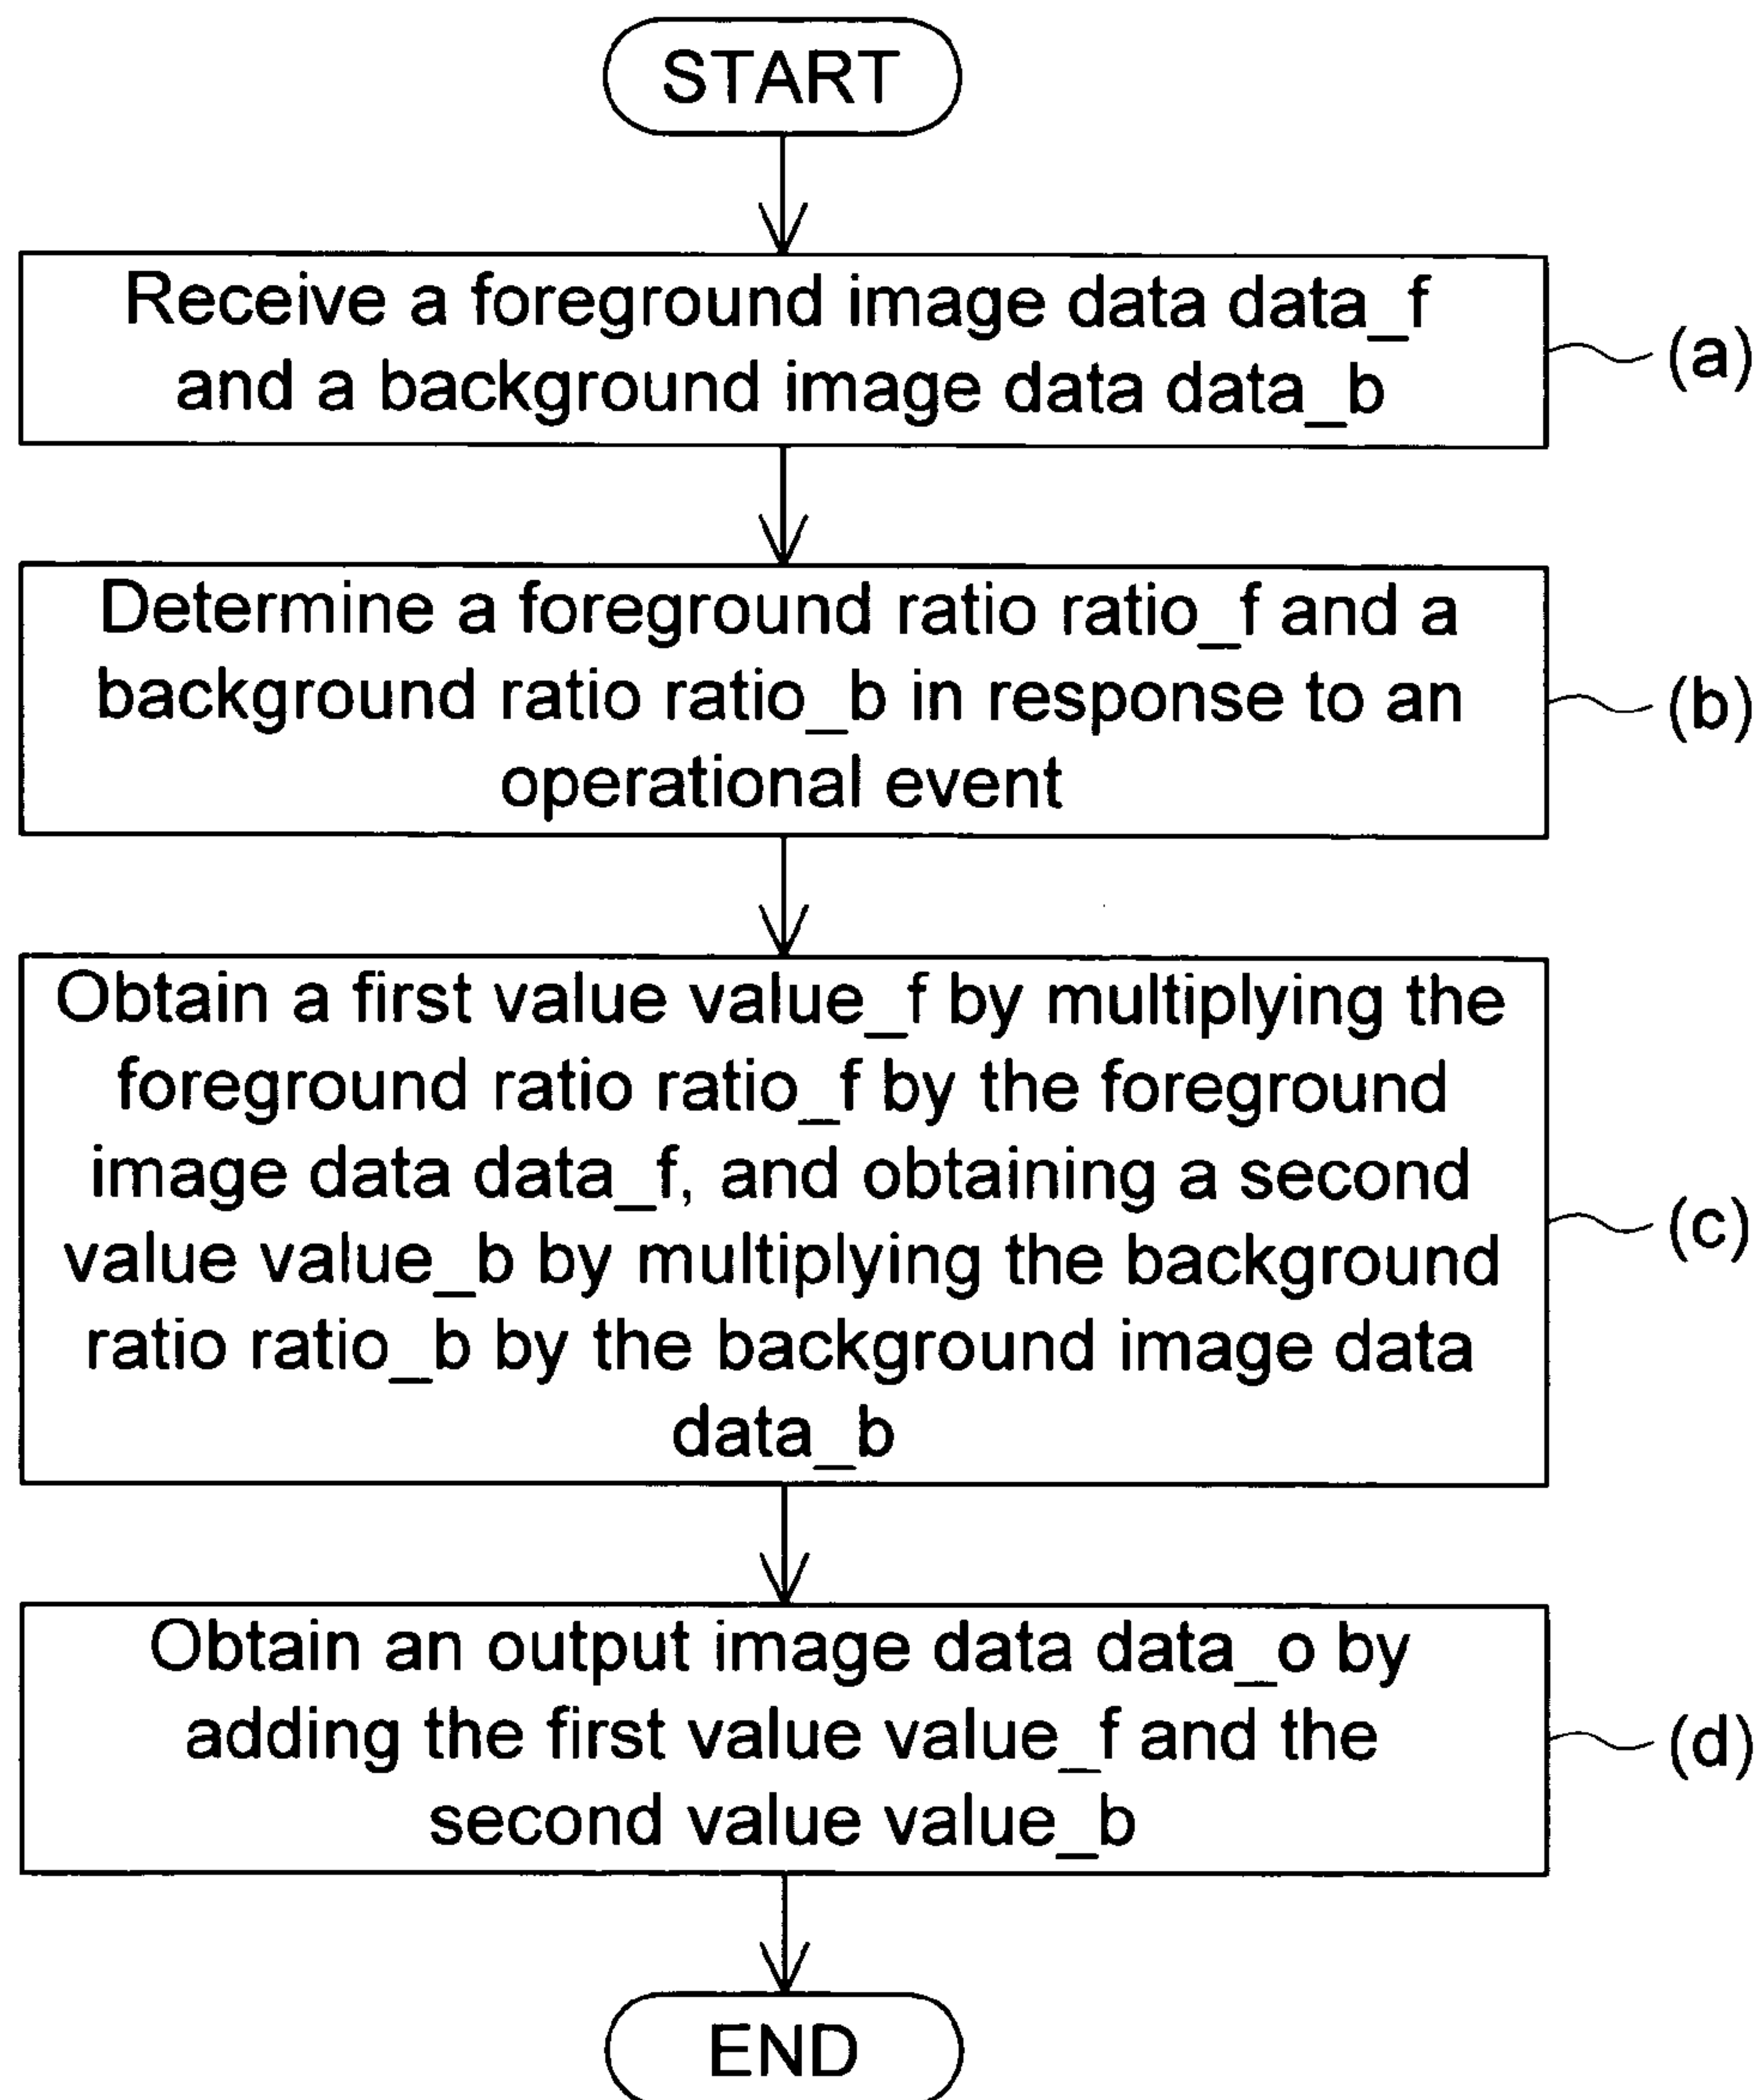 START
Receive a foreground image data data_f
and a background image data data_b
(a)
Determine a foreground ratio ratio_f and a
background ratio ratio_b in response to an
operational event
(b)
Obtain a first value value_f by multiplying the
foreground ratio ratio_f by the foreground
image data data_f, and obtaining a second
value value_b by multiplying the background
ratio ratio_b by the background image data
data_b
(c)
Obtain an output image data data_o by
adding the first value value_f and the
second value value_b
(d)
END